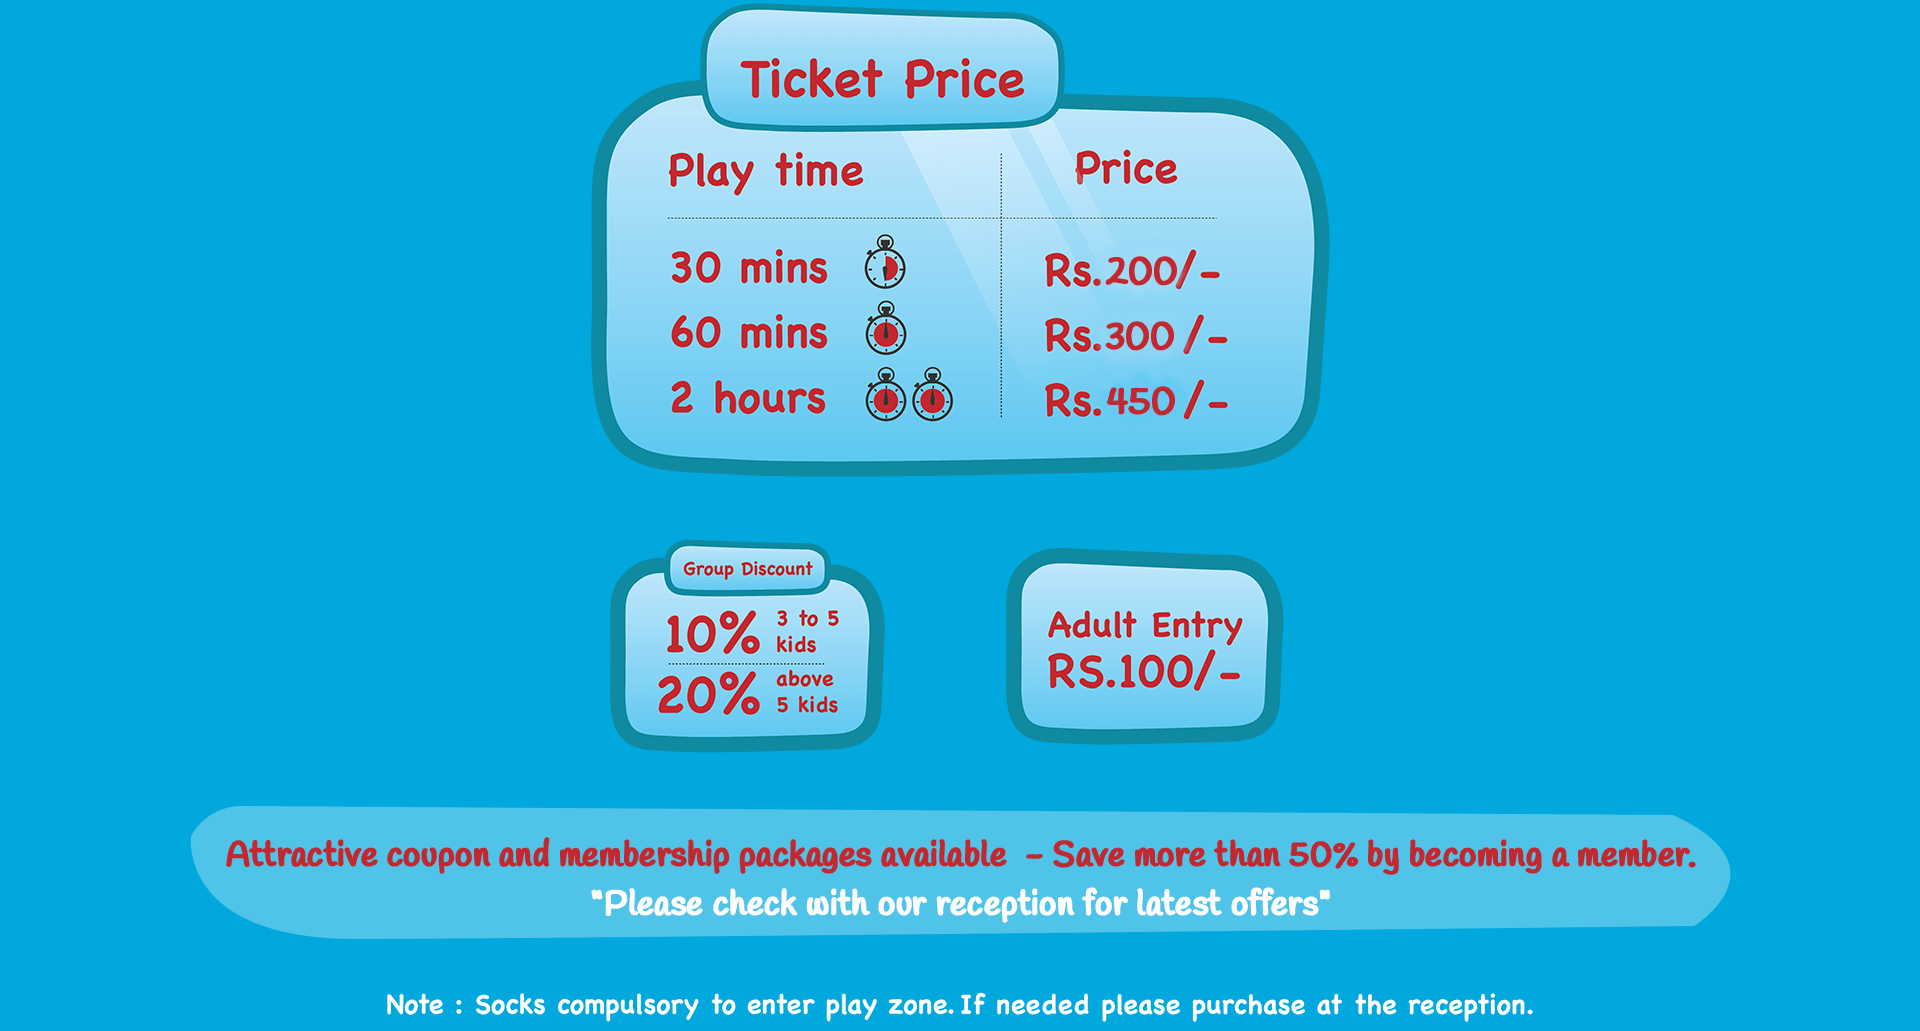 Ticket Price
Play time Price
30 mins Rs.200/-
60 mins Rs.300 /-
2 hours Rs.450 /-
Group Discount
10% 3 to 5 kids
20% above 5 kids
Adult Entry
RS.100/-
Attractive coupon and membership packages available - Save more than 50% by becoming a member.
"Please check with our reception for latest offers"
Note : Socks compulsory to enter play zone. If needed please purchase at the reception.